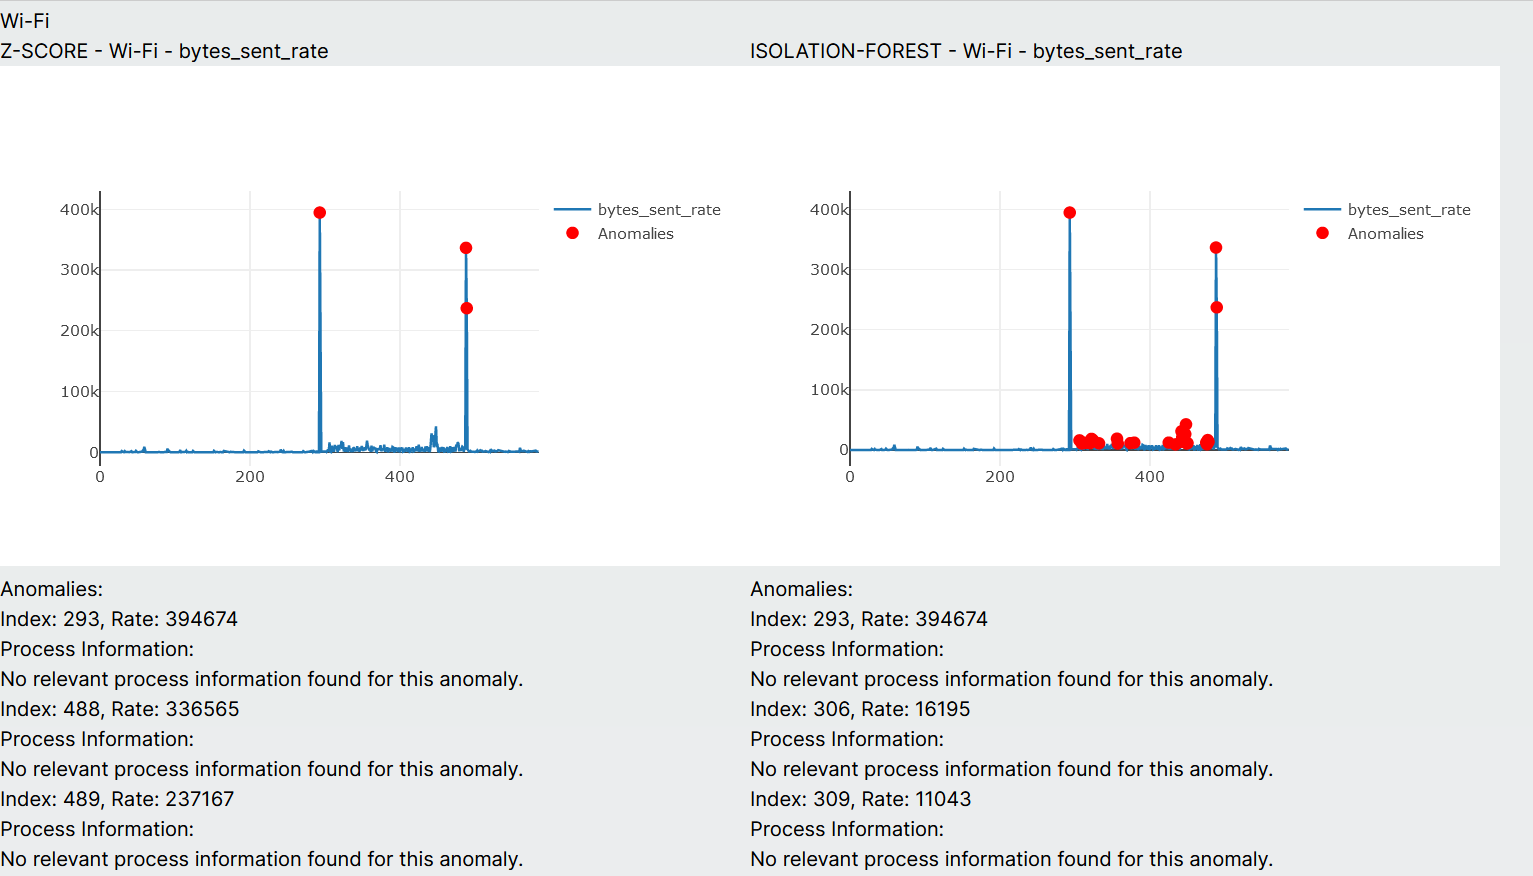 Wi-Fi
Z-SCORE - Wi-Fi - bytes_sent_rate
400k
300k
200k
100k
0
0
200
400
bytes_sent_rate
Anomalies
Anomalies:
Index: 293, Rate: 394674
Process Information:
No relevant process information found for this anomaly.
Index: 488, Rate: 336565
Process Information:
No relevant process information found for this anomaly.
Index: 489, Rate: 237167
Process Information:
No relevant process information found for this anomaly.
ISOLATION-FOREST - Wi-Fi - bytes_sent_rate
400k
300k
200k
100k
0
0
200
400
bytes_sent_rate
Anomalies
Anomalies:
Index: 293, Rate: 394674
Process Information:
No relevant process information found for this anomaly.
Index: 306, Rate: 16195
Process Information:
No relevant process information found for this anomaly.
Index: 309, Rate: 11043
Process Information:
No relevant process information found for this anomaly.